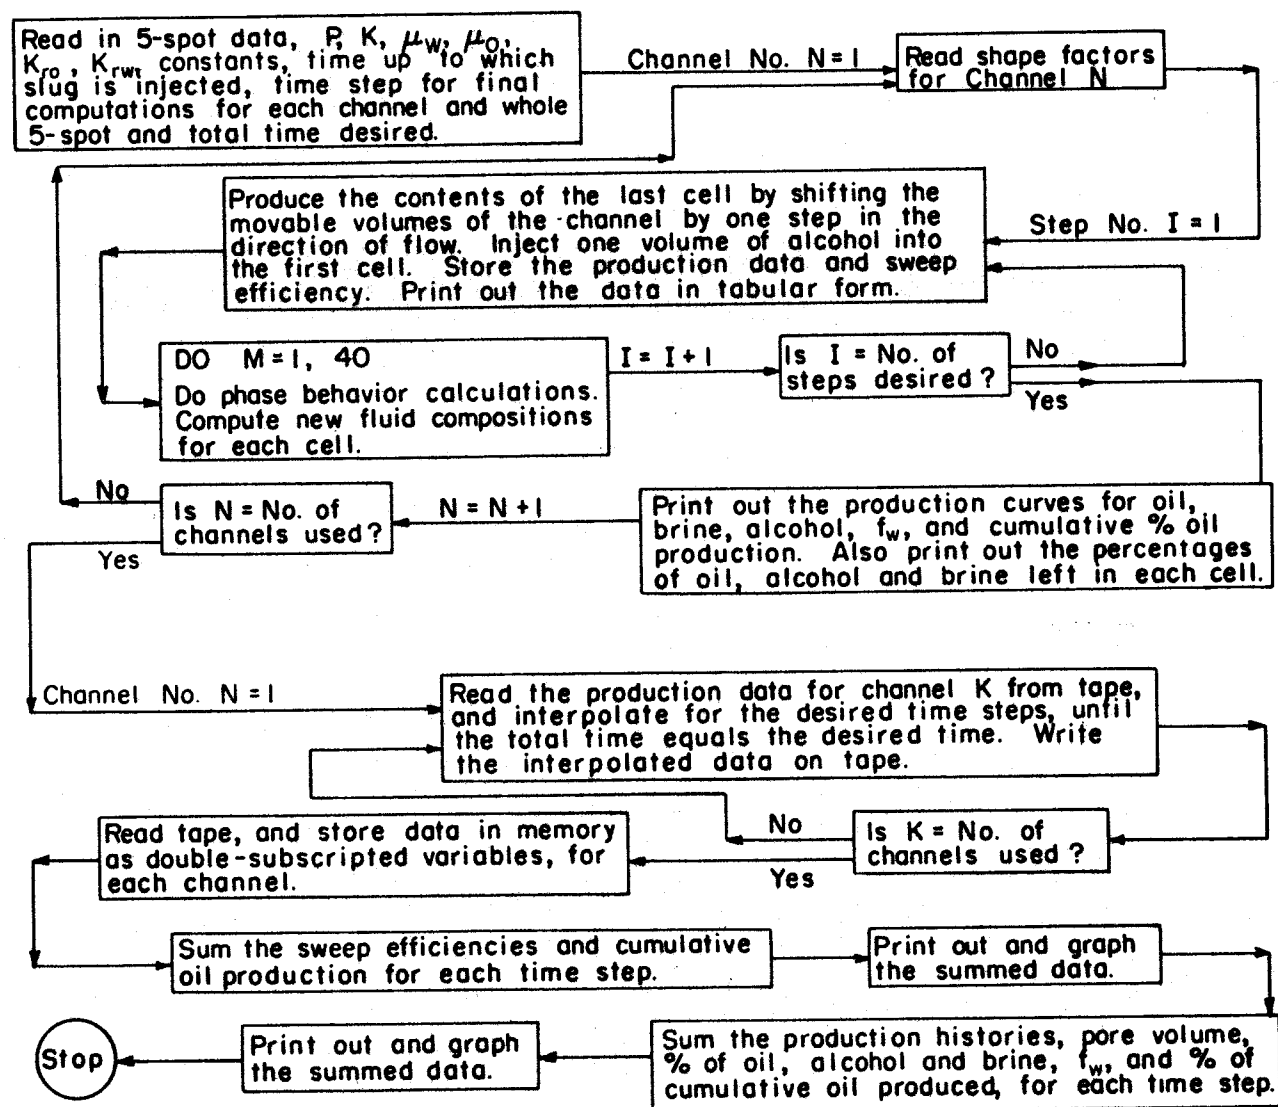 Read in 5-spot data, P, K, μw, μo,
Kro, Krw, constants, time up to which
slug is injected, time step for final
computations for each channel and whole
5-spot and total time desired.
Channel No. N = 1
Read shape factors
for Channel N
Step No. I = 1
Produce the contents of the last cell by shifting the
movable volumes of the channel by one step in the
direction of flow. Inject one volume of alcohol into
the first cell. Store the production data and sweep
efficiency. Print out the data in tabular form.
DO M = 1, 40
Do phase behavior calculations.
Compute new fluid compositions
for each cell.
I = I + 1
Is I = No. of
steps desired ?
No
Yes
Print out the production curves for oil,
brine, alcohol, fw, and cumulative % oil
production. Also print out the percentages
of oil, alcohol and brine left in each cell.
N = N + 1
Is N = No. of
channels used ?
No
Yes
Channel No. N = 1
Read the production data for channel K from tape,
and interpolate for the desired time steps, until
the total time equals the desired time. Write
the interpolated data on tape.
Is K = No. of
channels used ?
No
Yes
Read tape, and store data in memory
as double-subscripted variables, for
each channel.
Sum the sweep efficiencies and cumulative
oil production for each time step.
Print out and graph
the summed data.
Sum the production histories, pore volume,
% of oil, alcohol and brine, fw, and % of
cumulative oil produced, for each time step.
Print out and graph
the summed data.
Stop